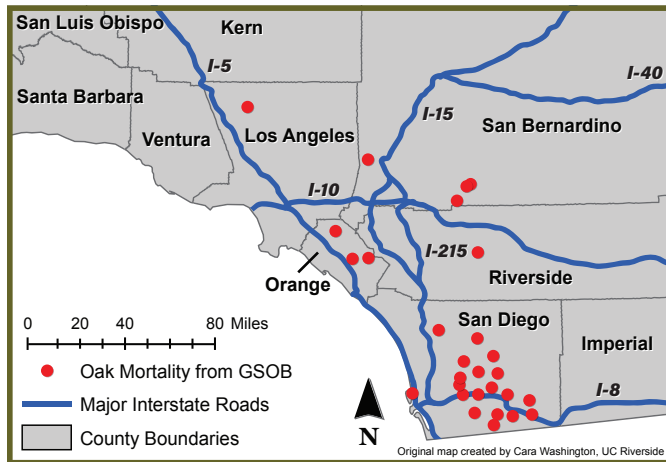 San Luis Obispo
Kern
I-5
I-40
Santa Barbara
I-15
Ventura
Los Angeles
San Bernardino
I-10
I-215
Riverside
Orange
San Diego
Imperial
0 20 40 80 Miles
Oak Mortality from GSOB
I-8
Major Interstate Roads
County Boundaries
N
Original map created by Cara Washington, UC Riverside